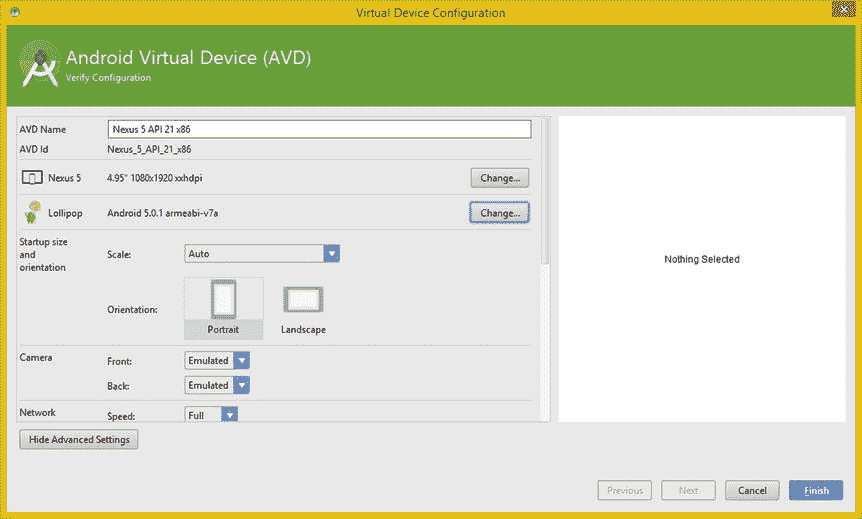 Virtual Device Configuration
Android Virtual Device (AVD)
Verify Configuration
AVD Name Nexus 5 API 21 x86
AVD Id Nexus_5_API_21_x86
Nexus 5 4.95" 1080x1920 xxhdpi Change...
Lollipop Android 5.0.1 armeabi-v7a Change...
Startup size
and
orientation
Scale: Auto
Orientation:
Portrait Landscape
Camera Front: Emulated
Back: Emulated
Network Speed: Full
Nothing Selected
Hide Advanced Settings
Previous Next Cancel Finish